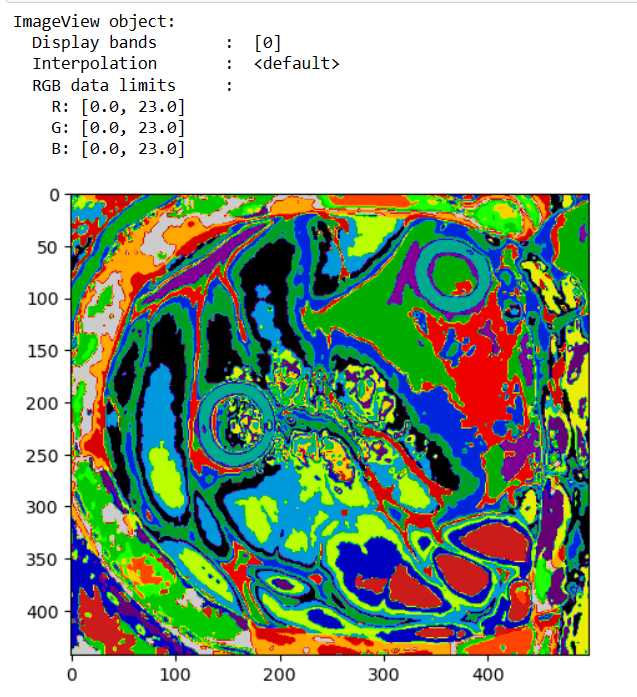 ImageView object:
Display bands : [0]
Interpolation : <default>
RGB data limits :
R: [0.0, 23.0]
G: [0.0, 23.0]
B: [0.0, 23.0]
0
50
100
150
200
250
300
350
400
0 100 200 300 400